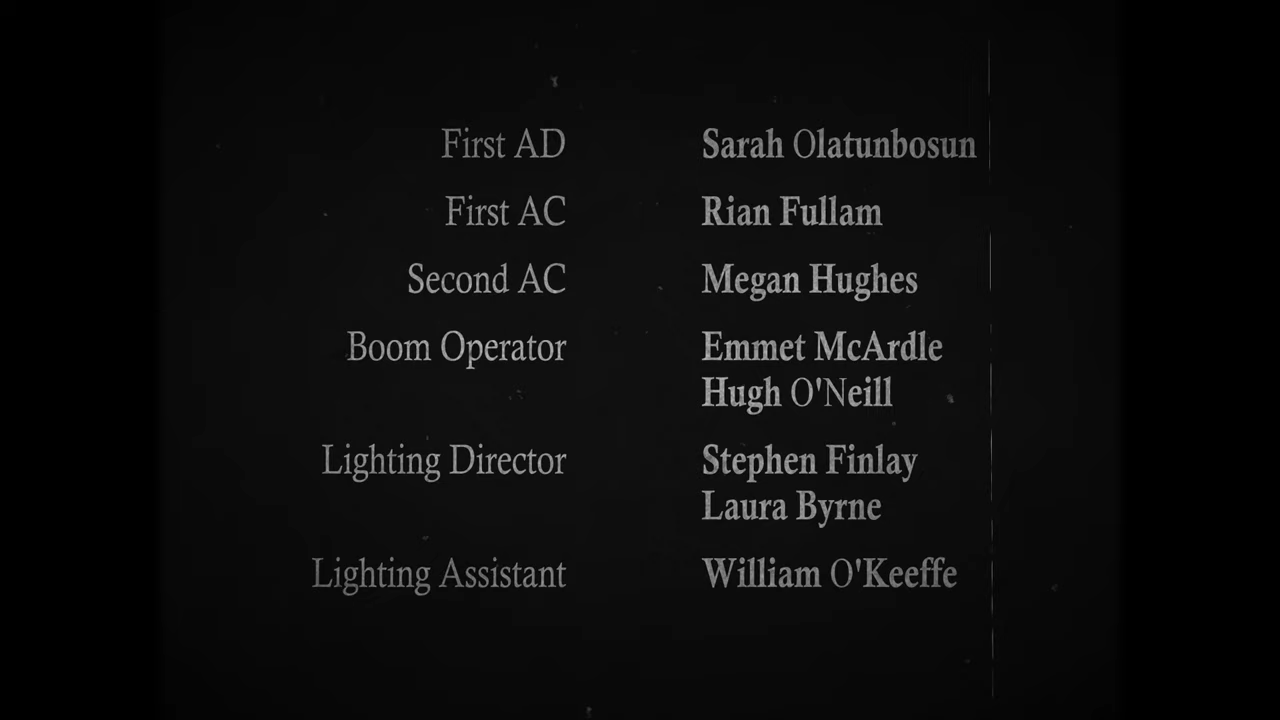 First AD Sarah Olatunbosun
First AC Rian Fullam
Second AC Megan Hughes
Boom Operator Emmet McArdle
Hugh O'Neill
Lighting Director Stephen Finlay
Laura Byrne
Lighting Assistant William O'Keeffe